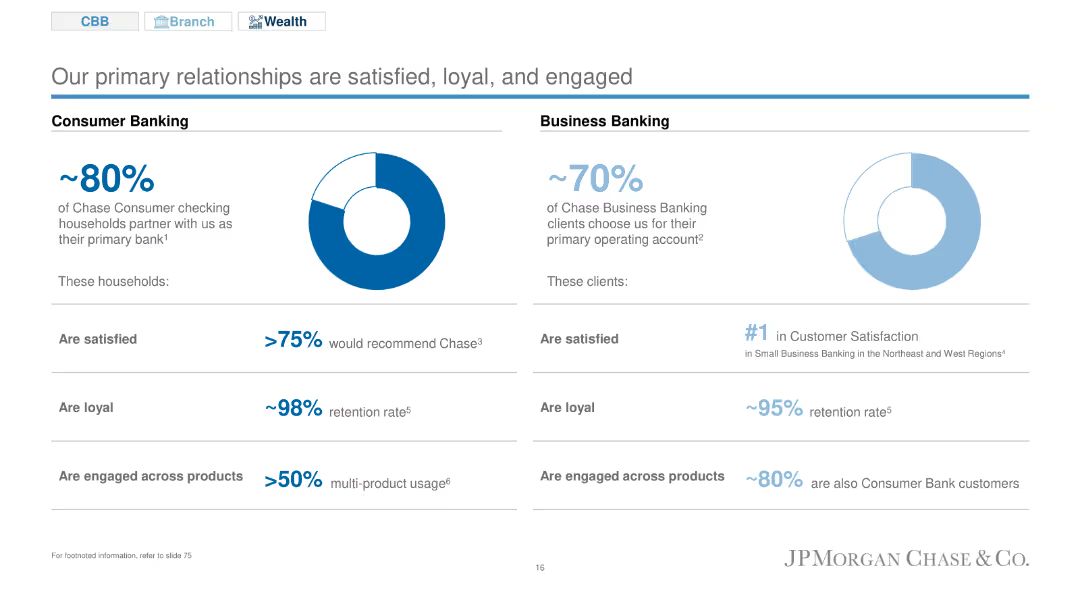 CBB
Branch
Wealth
Our primary relationships are satisfied, loyal, and engaged
Consumer Banking
~80%
of Chase Consumer checking
households partner with us as
their primary bank¹
These households:
Are satisfied
>75% would recommend Chase³
Are loyal
~98% retention rate⁵
Are engaged across products
>50% multi-product usage⁶
Business Banking
~70%
of Chase Business Banking
clients choose us for their
primary operating account²
These clients:
Are satisfied
#1 in Customer Satisfaction
in Small Business Banking in the Northeast and West Regions⁴
Are loyal
~95% retention rate⁵
Are engaged across products
~80% are also Consumer Bank customers
For footnoted information, refer to slide 75
16
JPMORGAN CHASE & CO.